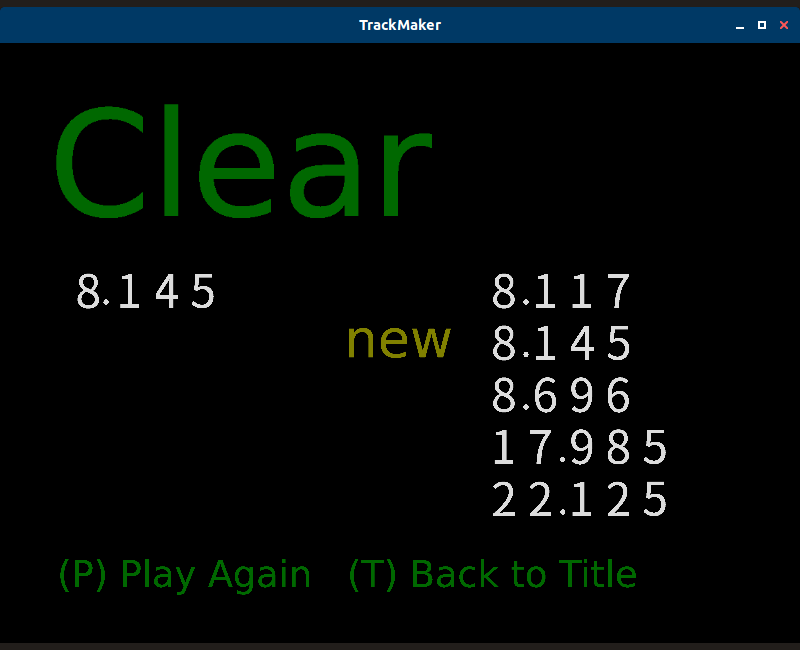 TrackMaker
Clear
8.145 8.117
new 8.145
8.696
17.985
22.125
(P) Play Again (T) Back to Title